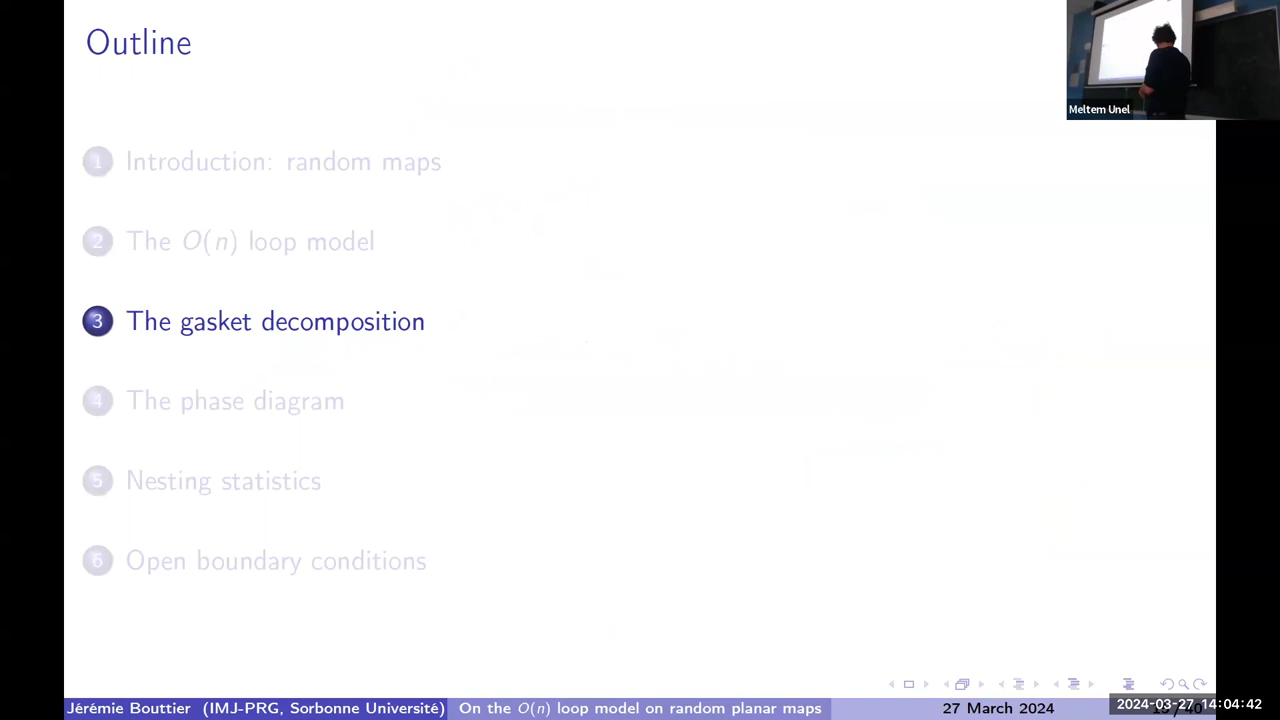 Outline
Meltem Unel
1 Introduction: random maps
2 The O(n) loop model
3 The gasket decomposition
4 The phase diagram
5 Nesting statistics
6 Open boundary conditions
Jérémie Bouttier (IMJ-PRG, Sorbonne Université) On the O(n) loop model on random planar maps 27 March 2024
2024-03-27 14:04:42